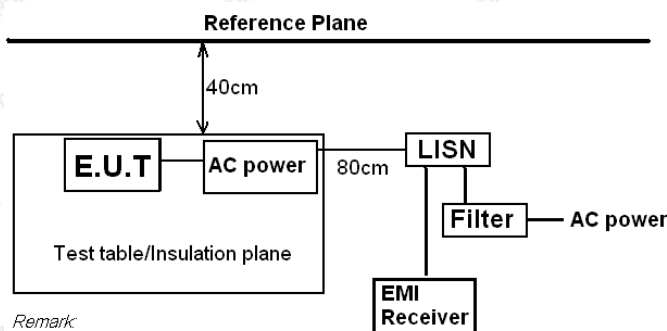 Reference Plane
40cm
E.U.T
AC power
80cm
LISN
Filter
AC power
Test table/Insulation plane
EMI
Receiver
Remark: